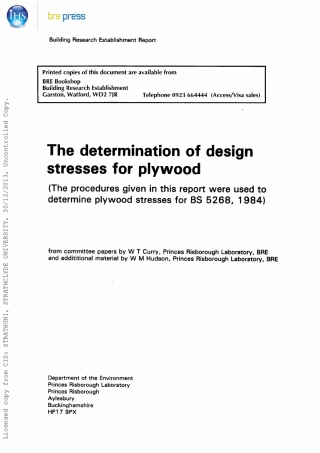 IHS
bre press
Building Research Establishment Report
Printed copies of this document are available from
BRE Bookshop
Building Research Establishment
Garston, Watford, WD2 7JR Telephone 0923 664444 (Access/Visa sales)
The determination of design
stresses for plywood
(The procedures given in this report were used to
determine plywood stresses for BS 5268, 1984)
from committee papers by W T Curry, Princes Risborough Laboratory, BRE
and addititional material by W M Hudson, Princes Risborough Laboratory, BRE
Department of the Environment
Princes Risborough Laboratory
Princes Risborough
Aylesbury
Buckinghamshire
HP17 9PX
Licensed copy from CIS: STRATHUNI, STRATHCLYDE UNIVERSITY, 30/12/2013, Uncontrolled Copy.